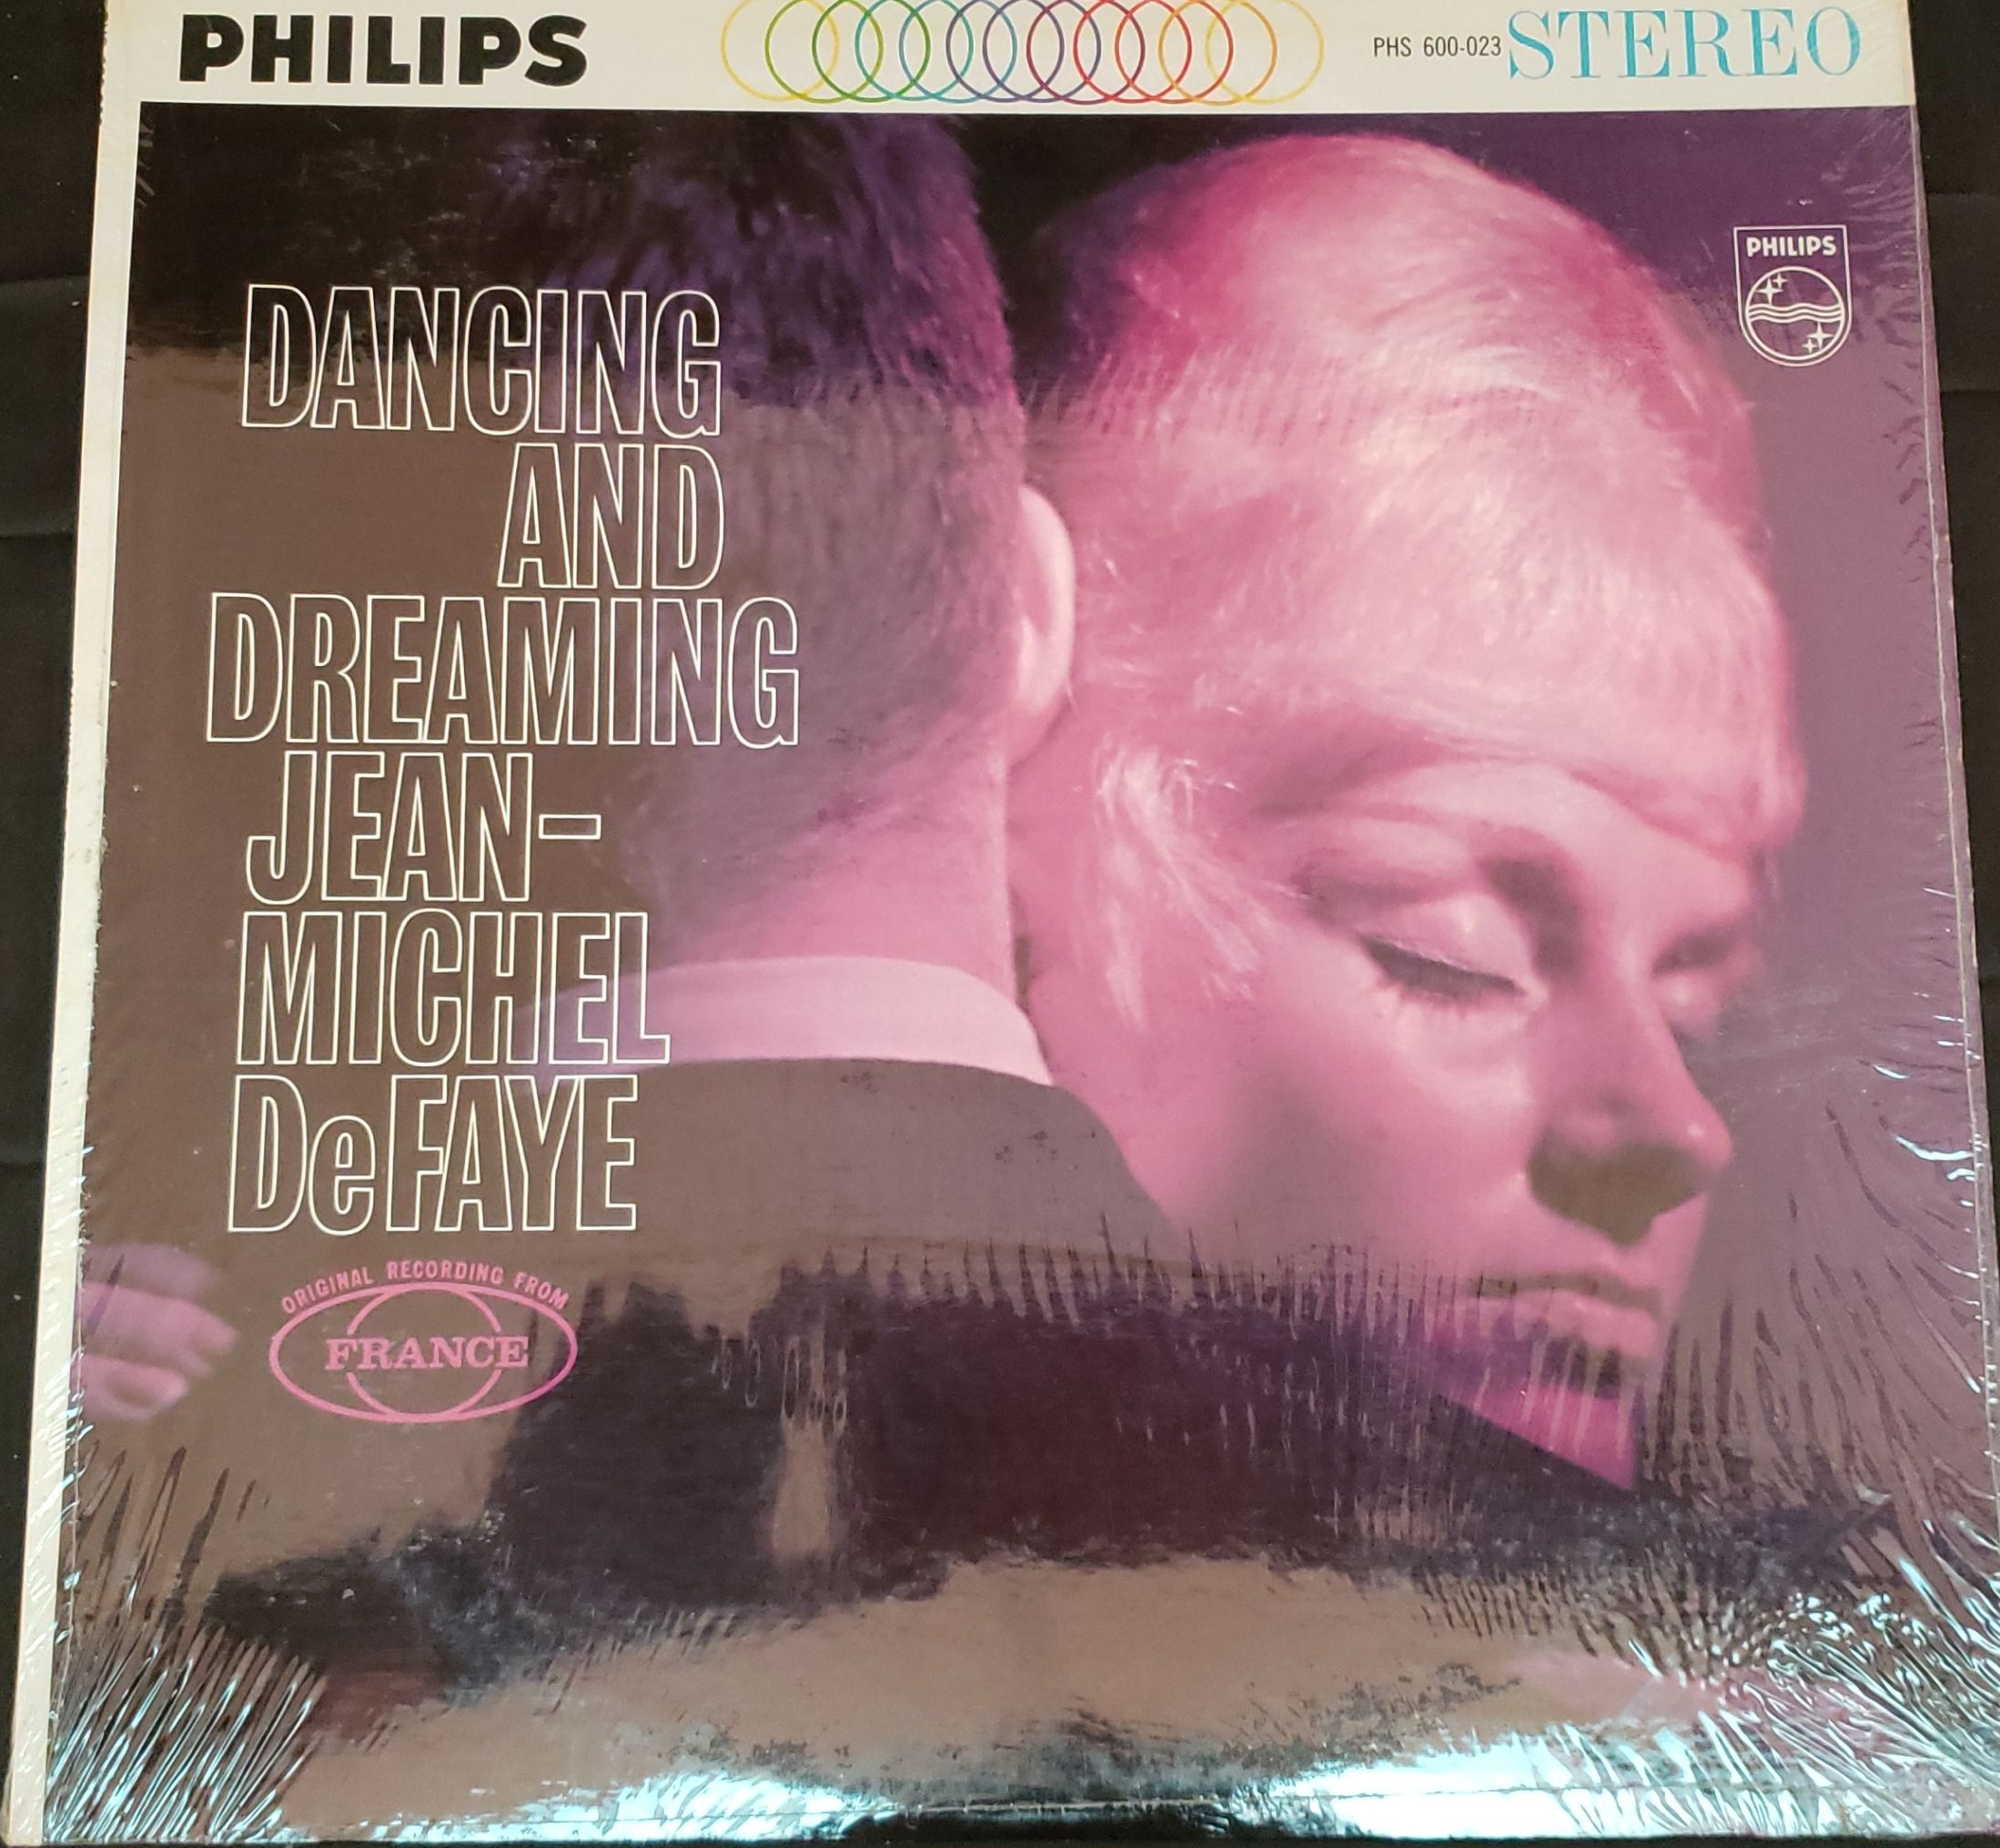 PHILIPS
PHS 600-023 STEREO
PHILIPS
DANCING
AND
DREAMING
JEAN-
MICHEL
DeFAYE
ORIGINAL RECORDING FROM
FRANCE